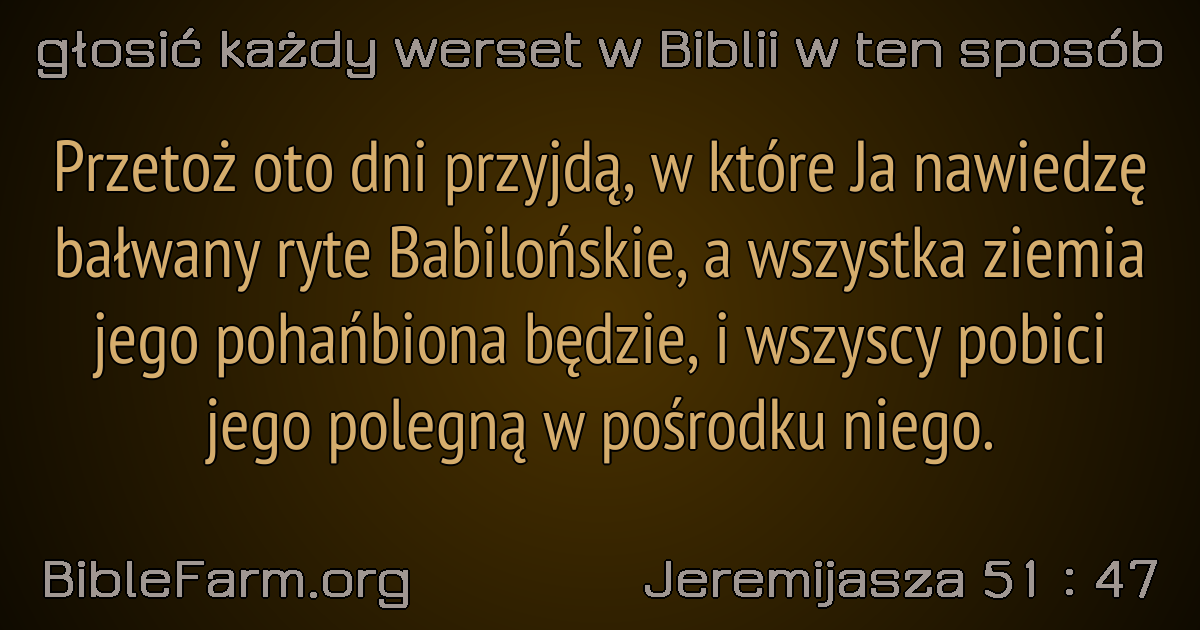 głosić każdy werset w Biblii w ten sposób
Przetoż oto dni przyjdą, w które Ja nawiedzę
bałwany ryte Babilońskie, a wszystka ziemia
jego pohańbiona będzie, i wszyscy pobici
jego polegną w pośrodku niego.
BibleFarm.org
Jeremijasza 51 : 47